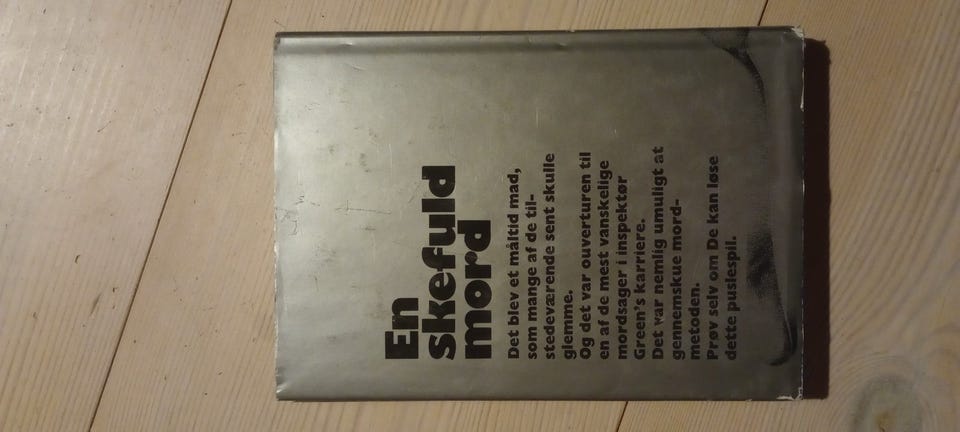 En
skefuld
mord
Det blev et måltid mad,
som mange af de til-
stedeværende sent skulle
glemme.
Og det var ouverturen til
en af de mest vanskelige
mordsager i inspektør
Green's karriere.
Det var nemlig umuligt at
gennemskue mord-
metoden.
Prøv selv om De kan løse
dette puslespil.